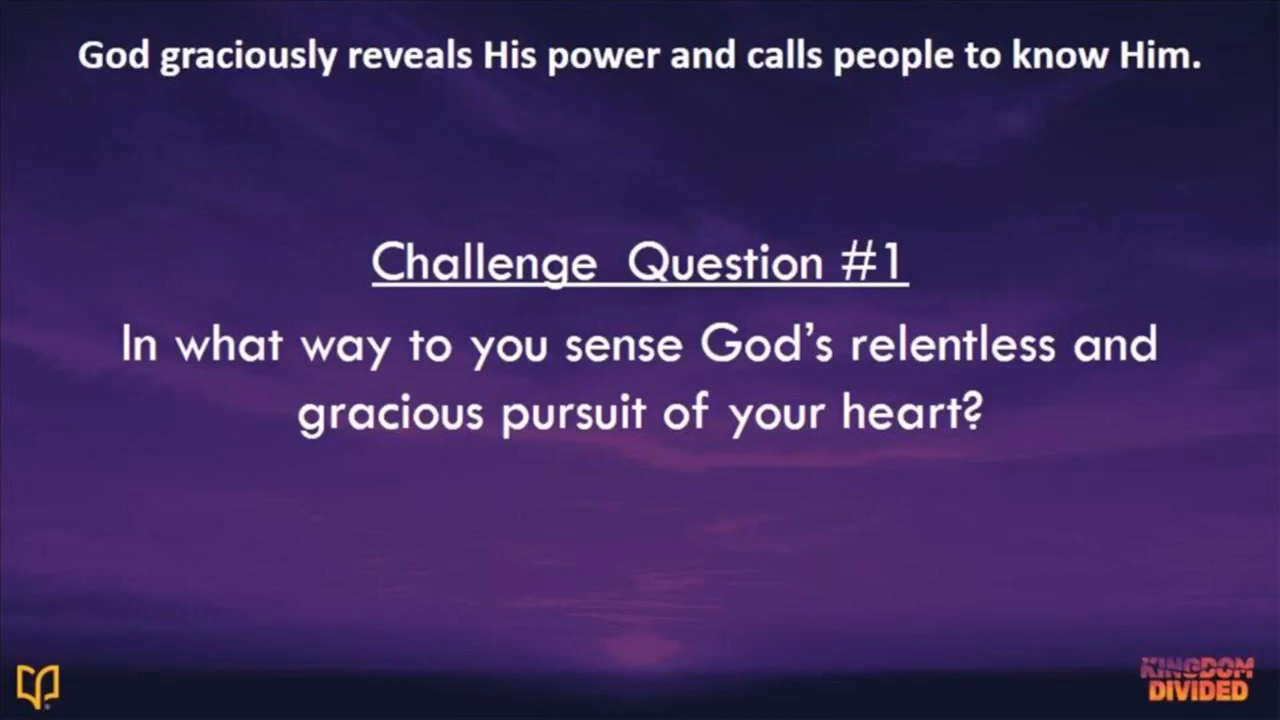 God graciously reveals His power and calls people to know Him.
Challenge Question #1
In what way to you sense God's relentless and
gracious pursuit of your heart?
KINGDOM
DIVIDED